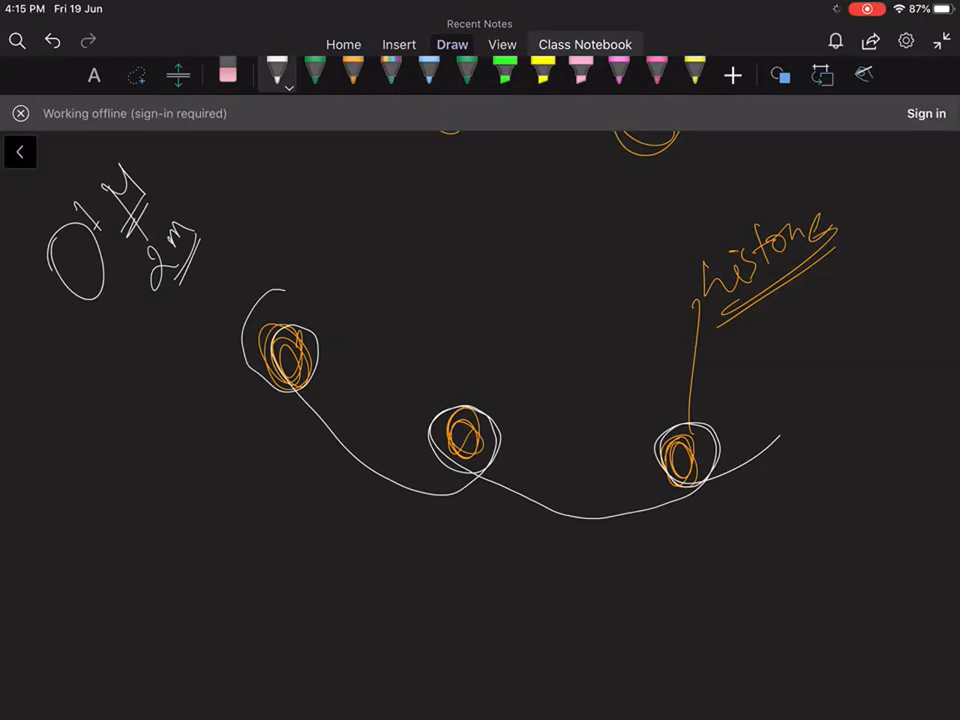 4:15 PM Fri 19 Jun
87%
Recent Notes
Home Insert Draw View Class Notebook
A
Working offline (sign-in required)
Sign in
2m
histone